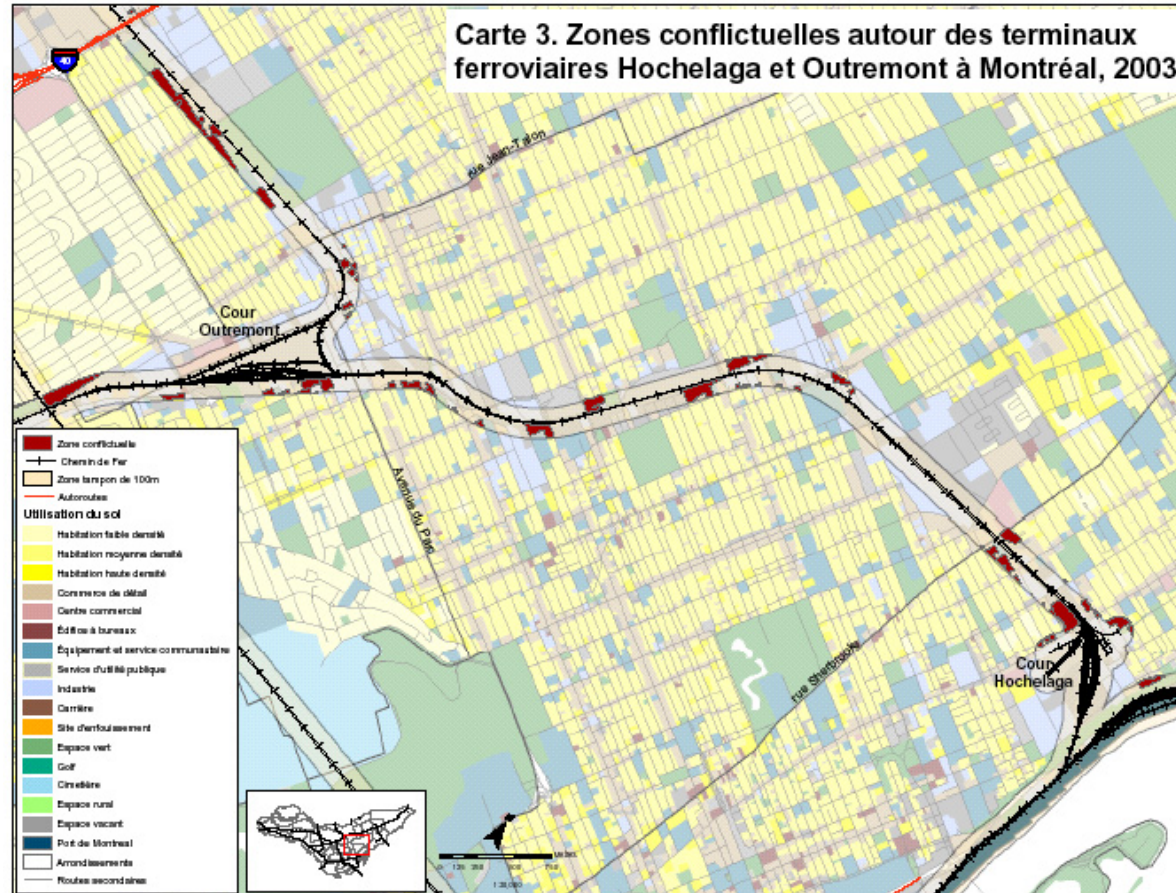 Carte 3. Zones conflictuelles autour des terminaux
ferroviaires Hochelaga et Outremont à Montréal, 2003
40
rue Jean-Talon
Cour
Outremont
Avenue du Parc
rue Sherbrooke
Cour
Hochelaga
Zone conflictuelle
Chemin de Fer
Zone tampon de 100m
Autoroutes
Utilisation du sol
Habitation faible densité
Habitation moyenne densité
Habitation haute densité
Commerce de détail
Centre commercial
Édifice à bureaux
Équipement et service communautaire
Service d'utilité publique
Industrie
Carrière
Site d'enfouissement
Espace vert
Golf
Cimetière
Espace rural
Espace vacant
Port de Montreal
Arrondissements
Routes secondaires